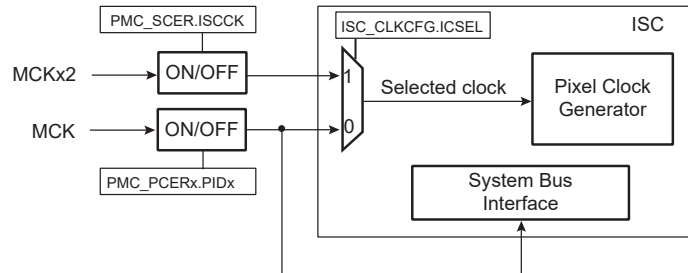 PMC_SCER.ISCCK
ISC_CLKCFG.ICSEL
ISC
MCKx2
ON/OFF
1
Selected clock
Pixel Clock
Generator
MCK
ON/OFF
0
PMC_PCERx.PIDx
System Bus
Interface